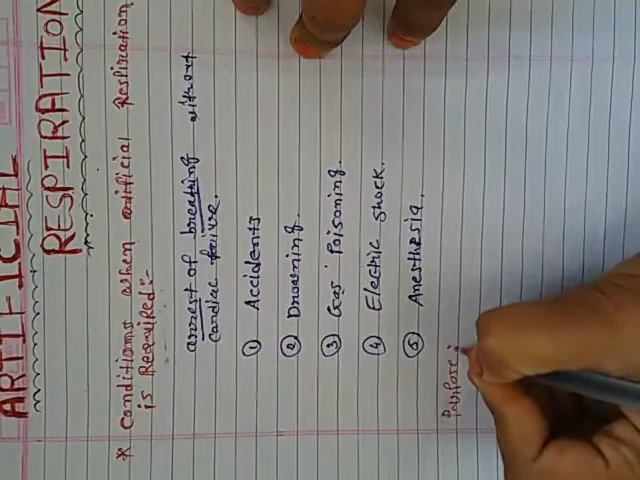 ARTIFICIAL
RESPIRATION
* Conditions when artificial Respiration
is Required:-
arrest of breathing without
cardiac failure.
① Accidents
② Drowning.
③ Gas Poisoning.
④ Electric shock.
⑤ Anesthesia.
Purpose: